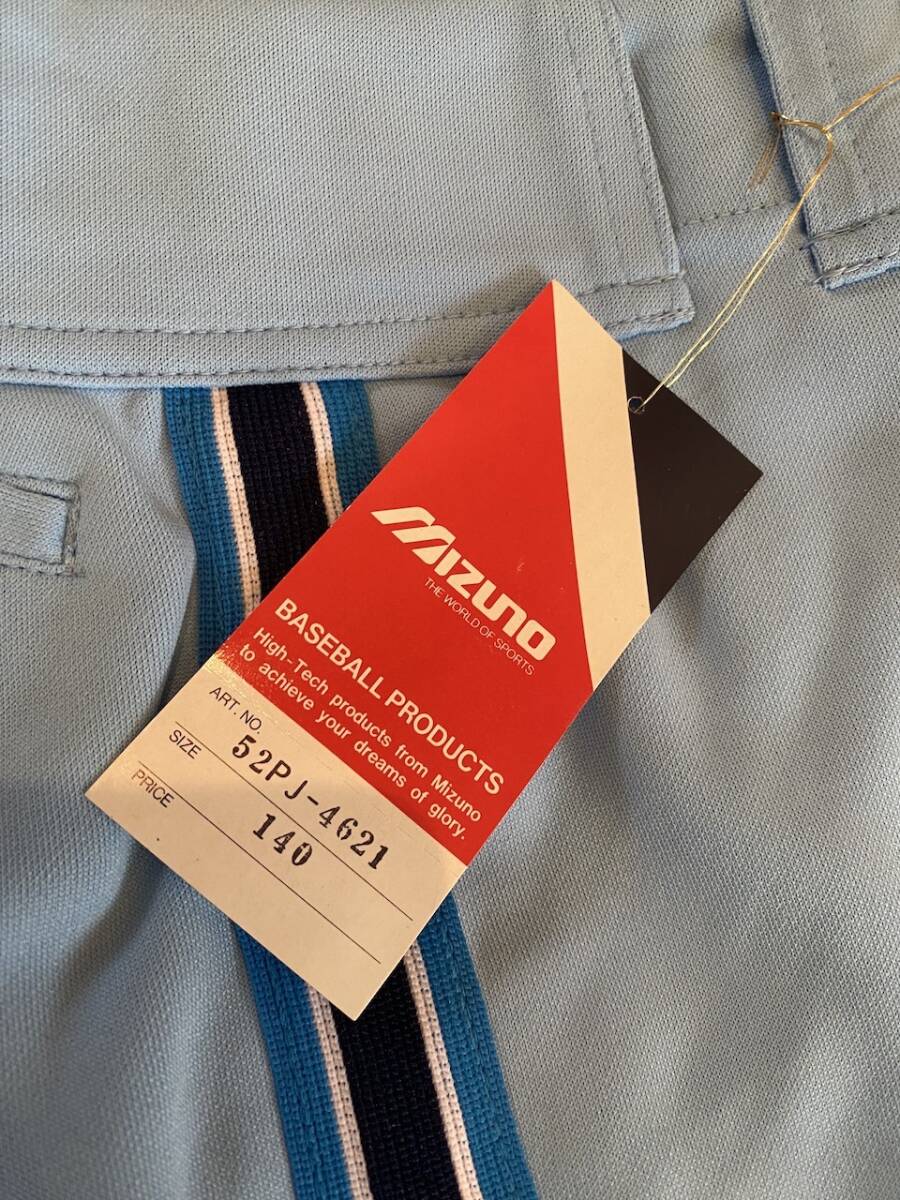 MIZUNO
THE WORLD OF SPORTS
BASEBALL PRODUCTS
High-Tech products from Mizuno
to achieve your dreams of glory.
ART. NO. 52PJ-4621
SIZE 140
PRICE